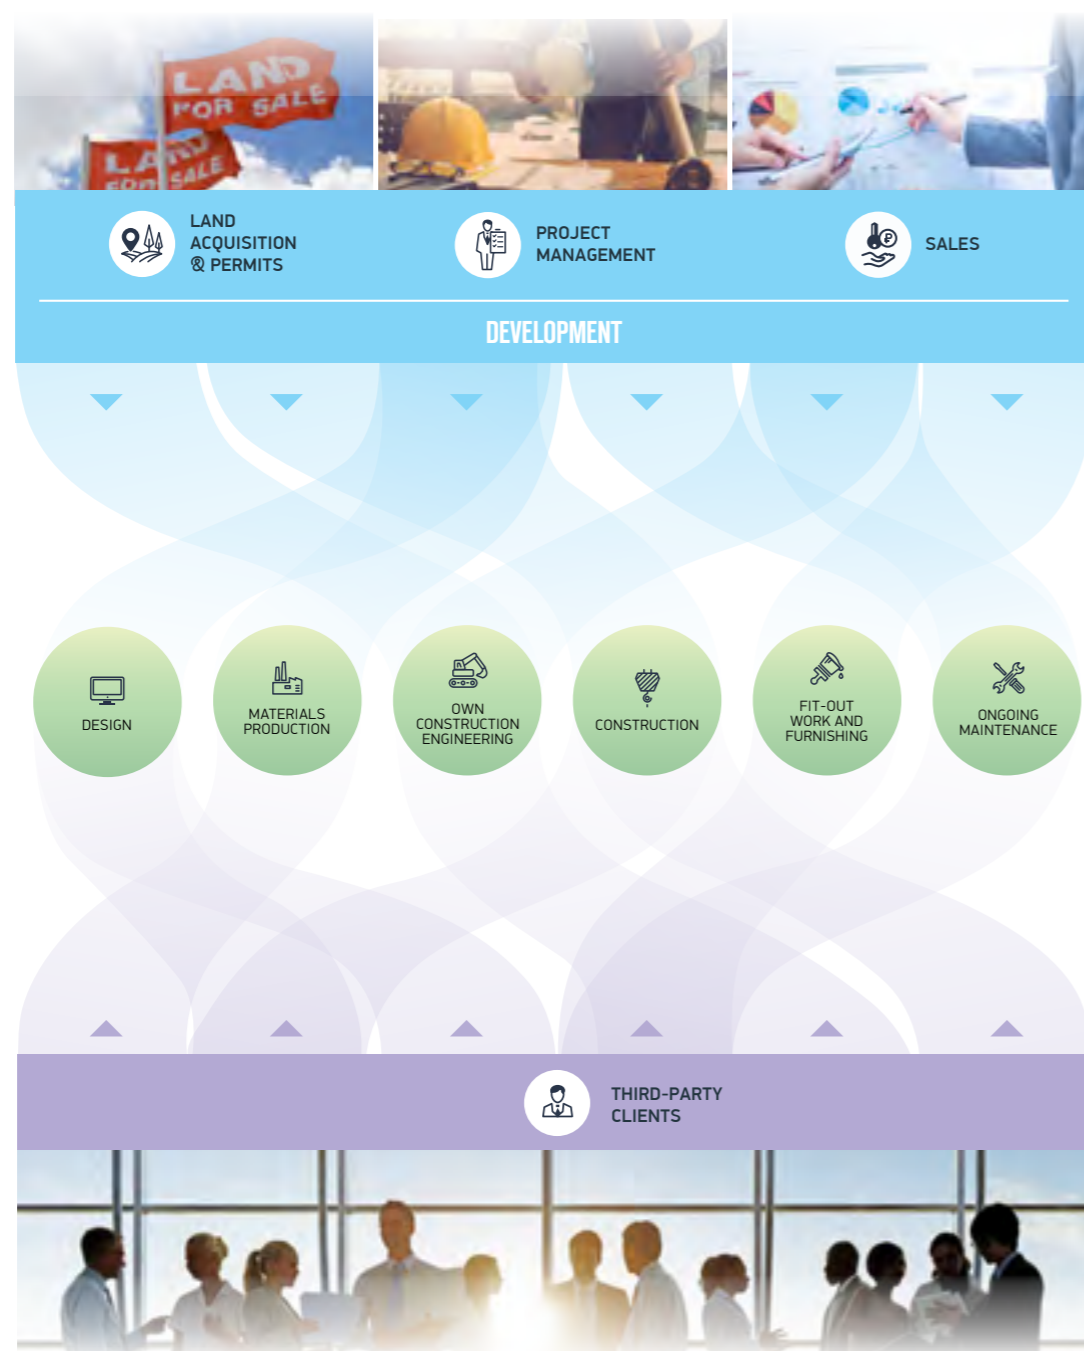 LAND
FOR SALE
LAND
FOR SALE
LAND
ACQUISITION
& PERMITS
PROJECT
MANAGEMENT
SALES
DEVELOPMENT
DESIGN
MATERIALS
PRODUCTION
OWN
CONSTRUCTION
ENGINEERING
CONSTRUCTION
FIT-OUT
WORK AND
FURNISHING
ONGOING
MAINTENANCE
THIRD-PARTY
CLIENTS